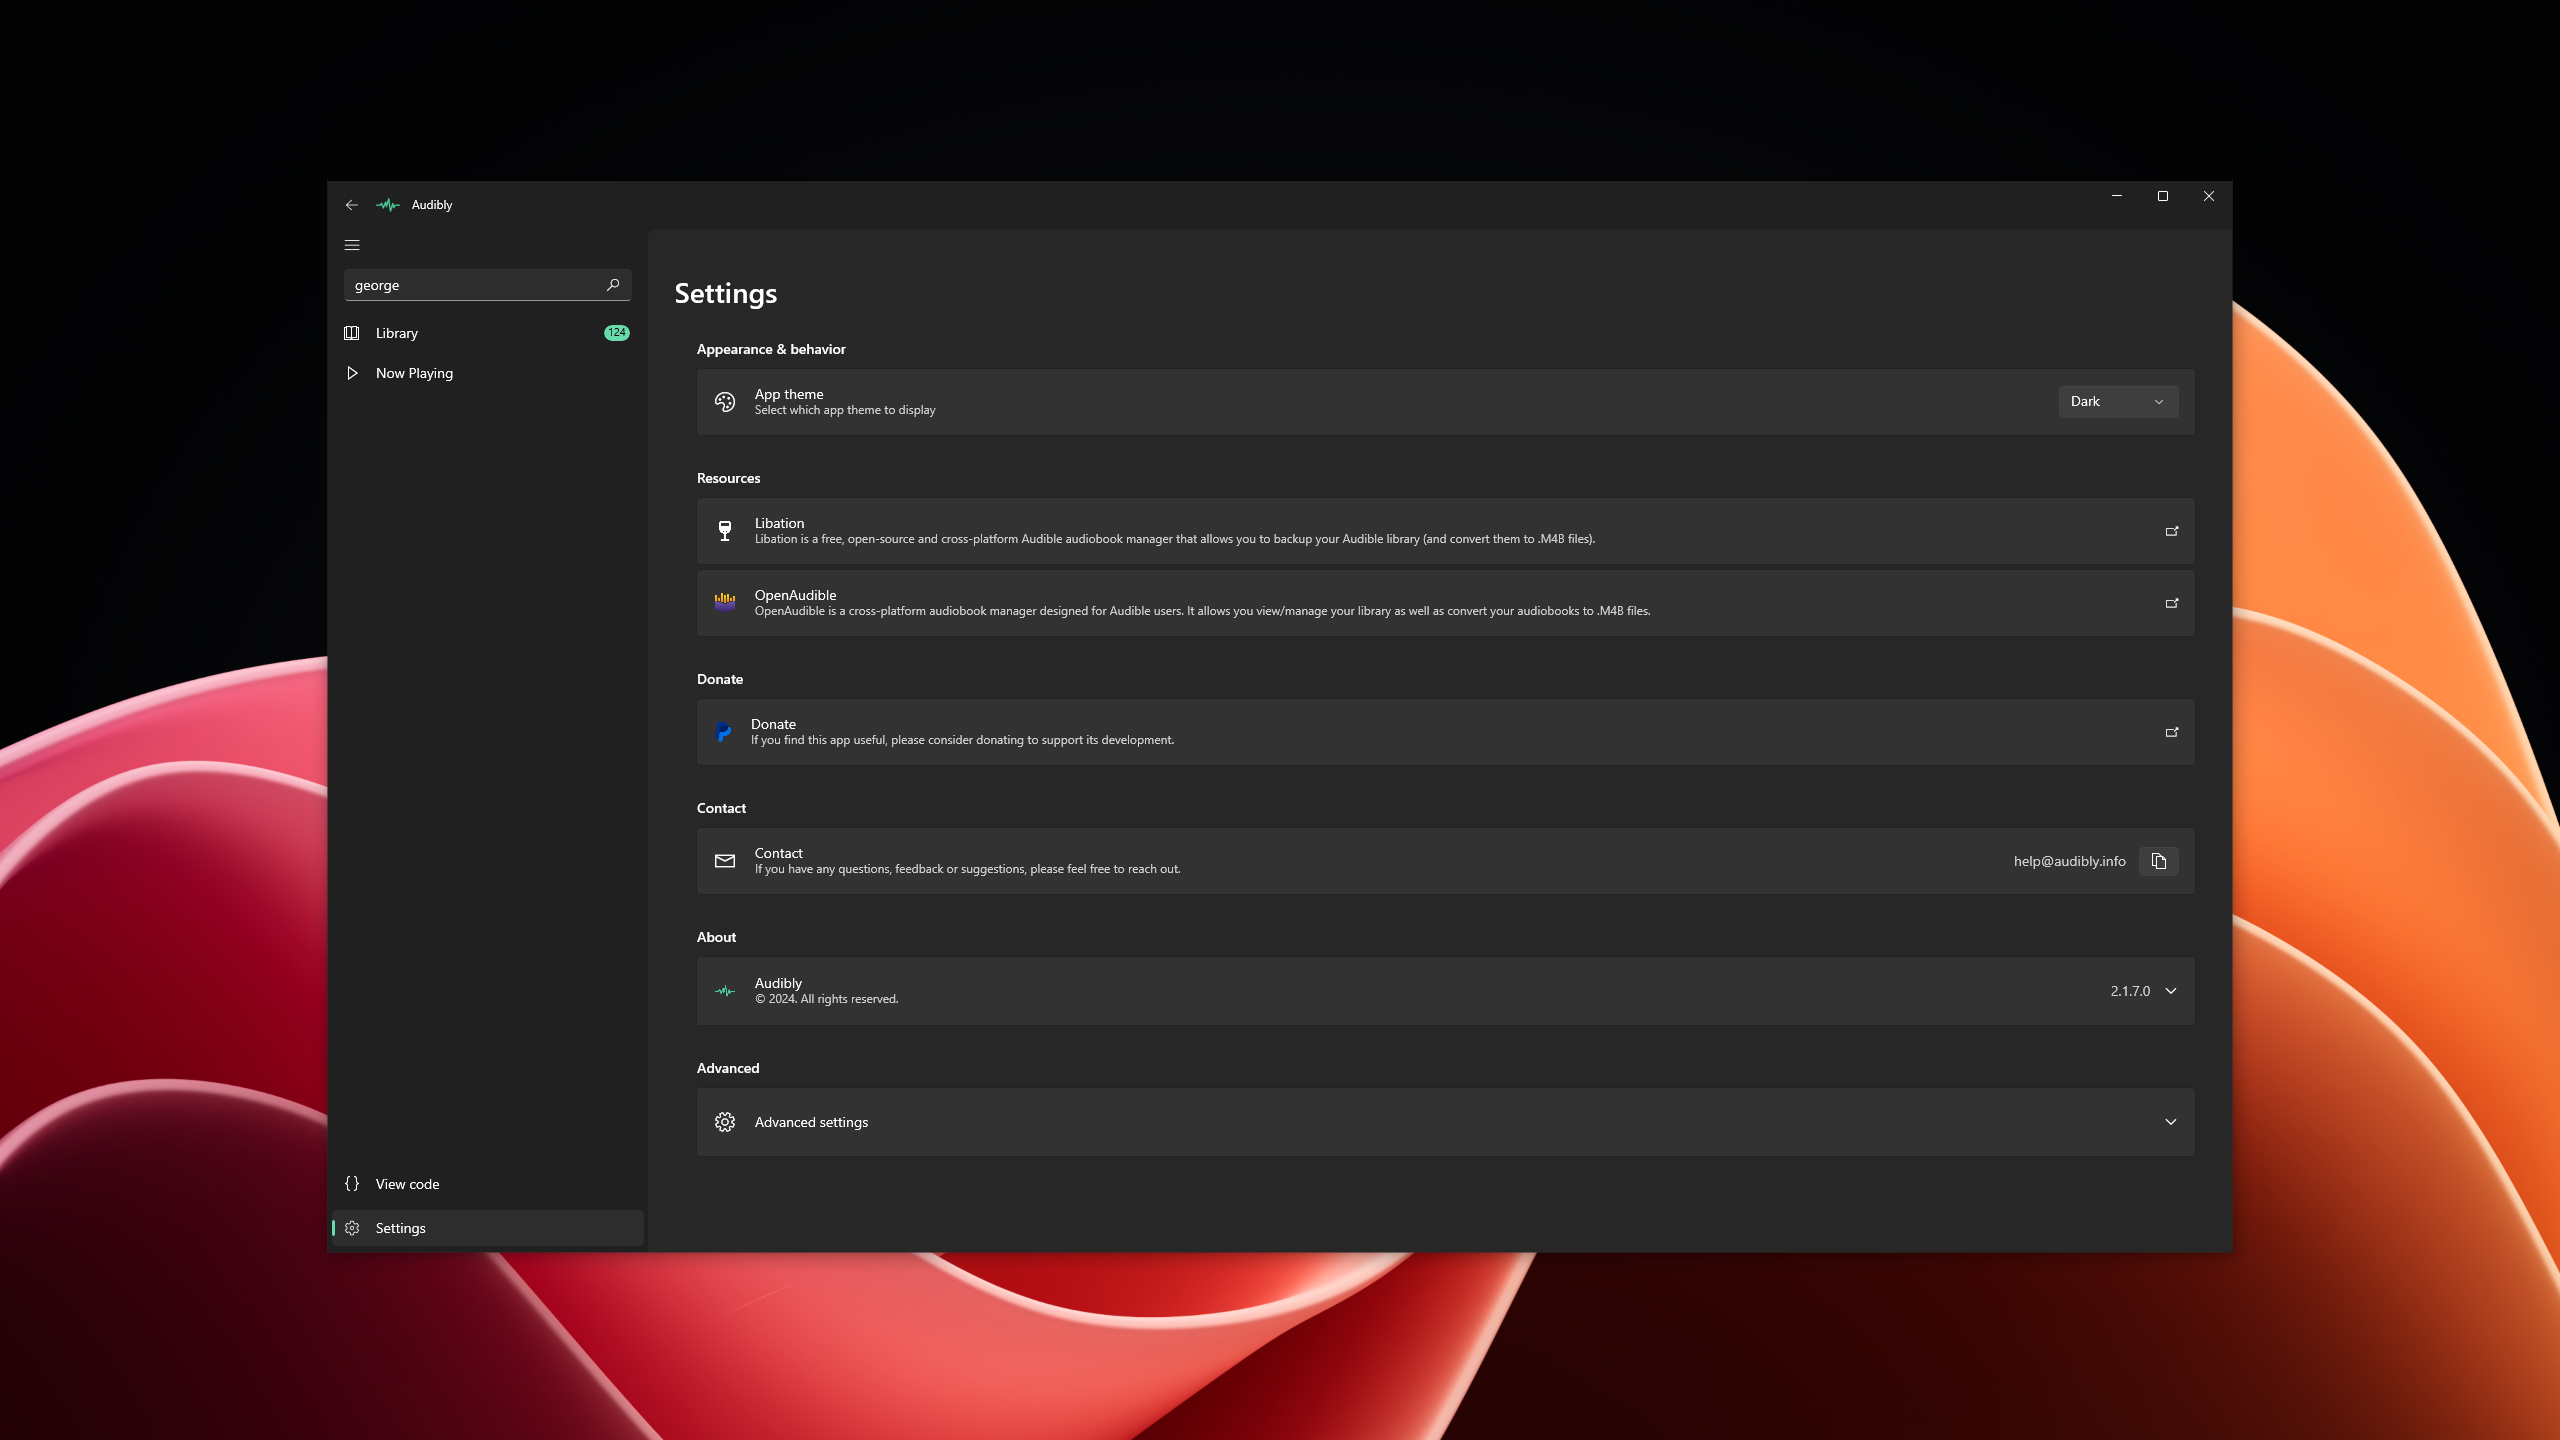 Audibly
george
Library
124
Now Playing
View code
Settings
Settings
Appearance & behavior
App theme
Select which app theme to display
Dark
Resources
Libation
Libation is a free, open-source and cross-platform Audible audiobook manager that allows you to backup your Audible library (and convert them to .M4B files).
OpenAudible
OpenAudible is a cross-platform audiobook manager designed for Audible users. It allows you view/manage your library as well as convert your audiobooks to .M4B files.
Donate
Donate
If you find this app useful, please consider donating to support its development.
Contact
Contact
If you have any questions, feedback or suggestions, please feel free to reach out.
help@audibly.info
About
Audibly
© 2024. All rights reserved.
2.1.7.0
Advanced
Advanced settings